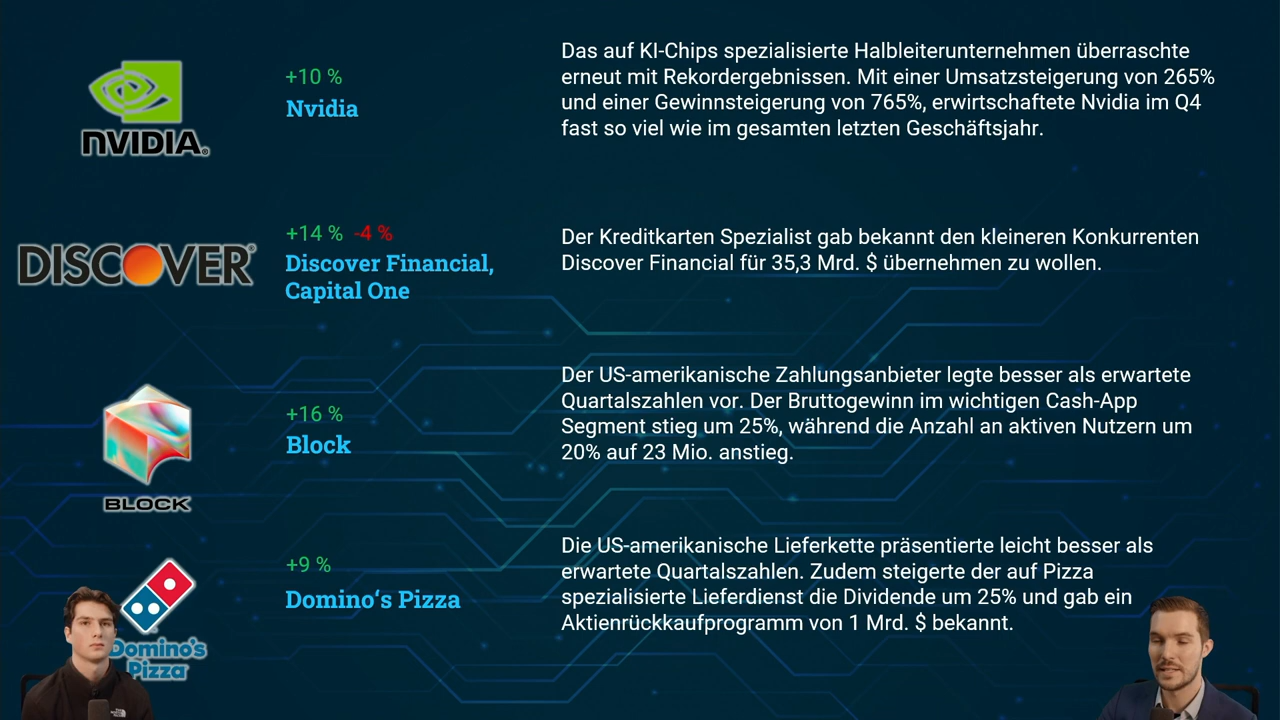 NVIDIA.
+10 %
Nvidia
Das auf KI-Chips spezialisierte Halbleiterunternehmen überraschte
erneut mit Rekordergebnissen. Mit einer Umsatzsteigerung von 265%
und einer Gewinnsteigerung von 765%, erwirtschaftete Nvidia im Q4
fast so viel wie im gesamten letzten Geschäftsjahr.
DISCOVER®
+14 % -4 %
Discover Financial,
Capital One
Der Kreditkarten Spezialist gab bekannt den kleineren Konkurrenten
Discover Financial für 35,3 Mrd. $ übernehmen zu wollen.
BLOCK
+16 %
Block
Der US-amerikanische Zahlungsanbieter legte besser als erwartete
Quartalszahlen vor. Der Bruttogewinn im wichtigen Cash-App
Segment stieg um 25%, während die Anzahl an aktiven Nutzern um
20% auf 23 Mio. anstieg.
Domino's
Pizza
+9 %
Domino‘s Pizza
Die US-amerikanische Lieferkette präsentierte leicht besser als
erwartete Quartalszahlen. Zudem steigerte der auf Pizza
spezialisierte Lieferdienst die Dividende um 25% und gab ein
Aktienrückkaufprogramm von 1 Mrd. $ bekannt.